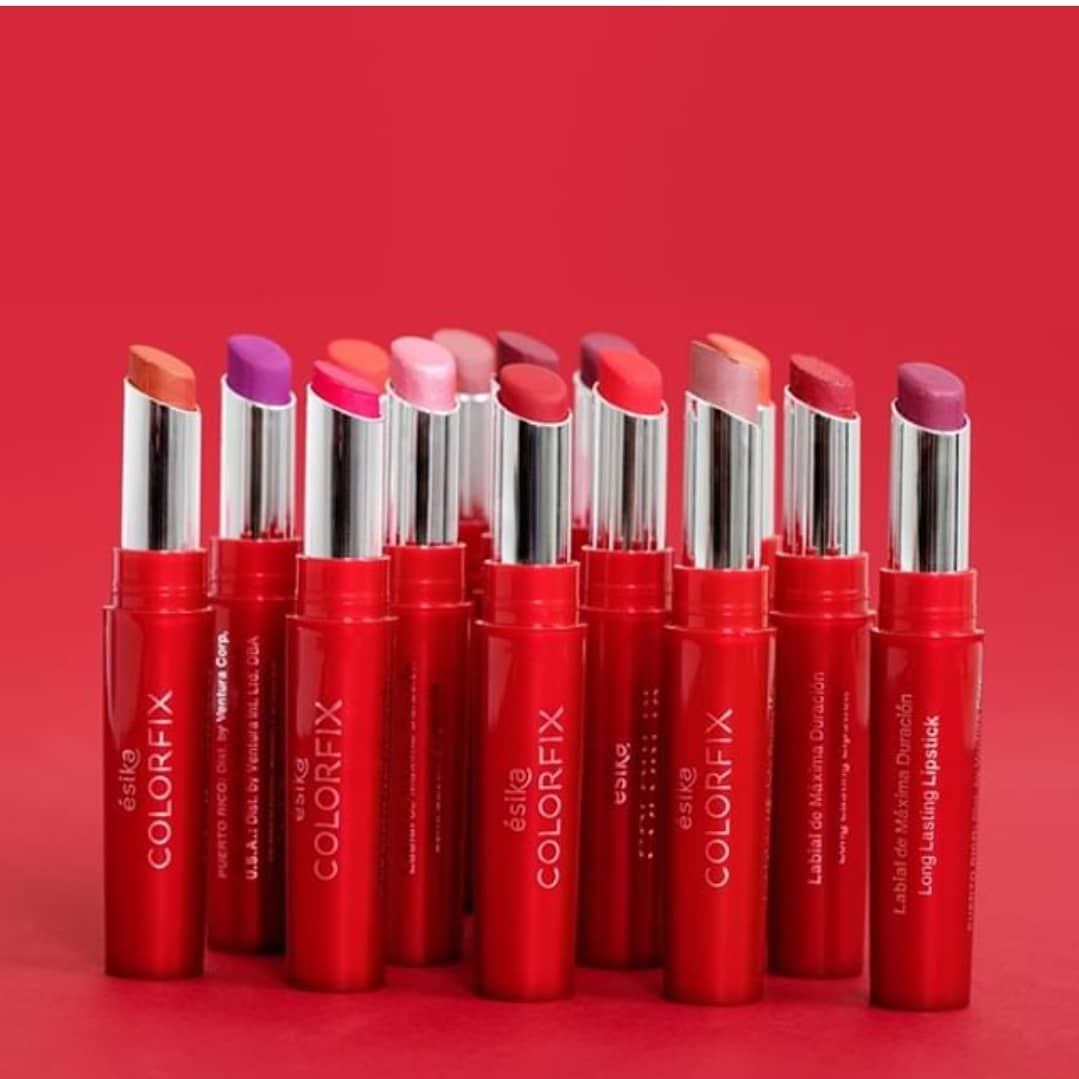 ésika
COLORFIX
PUERTO RICO: Dist. by Ventura Corp.
U.S.A.: Dist. by Ventura Int. Ltd. DBA
ésika
COLORFIX
ésika
COLORFIX
ésika
ésika
COLORFIX
Labial de Máxima Duración
Long Lasting Lipstick
Labial de Máxima Duración
Long Lasting Lipstick